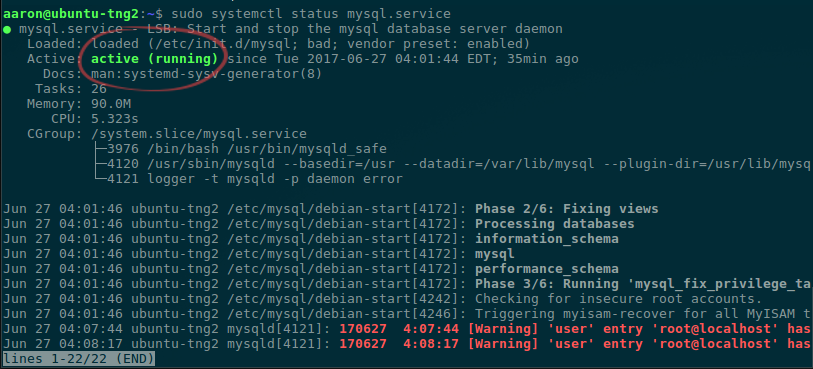 aaron@ubuntu-tng2:~$ sudo systemctl status mysql.service
● mysql.service - LSB: Start and stop the mysql database server daemon
Loaded: loaded (/etc/init.d/mysql; bad; vendor preset: enabled)
Active: active (running) since Tue 2017-06-27 04:01:44 EDT; 35min ago
Docs: man:systemd-sysv-generator(8)
Tasks: 26
Memory: 90.0M
CPU: 5.323s
CGroup: /system.slice/mysql.service
├─3976 /bin/bash /usr/bin/mysqld_safe
├─4120 /usr/sbin/mysqld --basedir=/usr --datadir=/var/lib/mysql --plugin-dir=/usr/lib/mysq
└─4121 logger -t mysqld -p daemon error
Jun 27 04:01:46 ubuntu-tng2 /etc/mysql/debian-start[4172]: Phase 2/6: Fixing views
Jun 27 04:01:46 ubuntu-tng2 /etc/mysql/debian-start[4172]: Processing databases
Jun 27 04:01:46 ubuntu-tng2 /etc/mysql/debian-start[4172]: information_schema
Jun 27 04:01:46 ubuntu-tng2 /etc/mysql/debian-start[4172]: mysql
Jun 27 04:01:46 ubuntu-tng2 /etc/mysql/debian-start[4172]: performance_schema
Jun 27 04:01:46 ubuntu-tng2 /etc/mysql/debian-start[4172]: Phase 3/6: Running 'mysql_fix_privilege_ta
Jun 27 04:01:46 ubuntu-tng2 /etc/mysql/debian-start[4242]: Checking for insecure root accounts.
Jun 27 04:01:46 ubuntu-tng2 /etc/mysql/debian-start[4246]: Triggering myisam-recover for all MyISAM t
Jun 27 04:07:44 ubuntu-tng2 mysqld[4121]: 170627  4:07:44 [Warning] 'user' entry 'root@localhost' has
Jun 27 04:08:17 ubuntu-tng2 mysqld[4121]: 170627  4:08:17 [Warning] 'user' entry 'root@localhost' has
lines 1-22/22 (END)